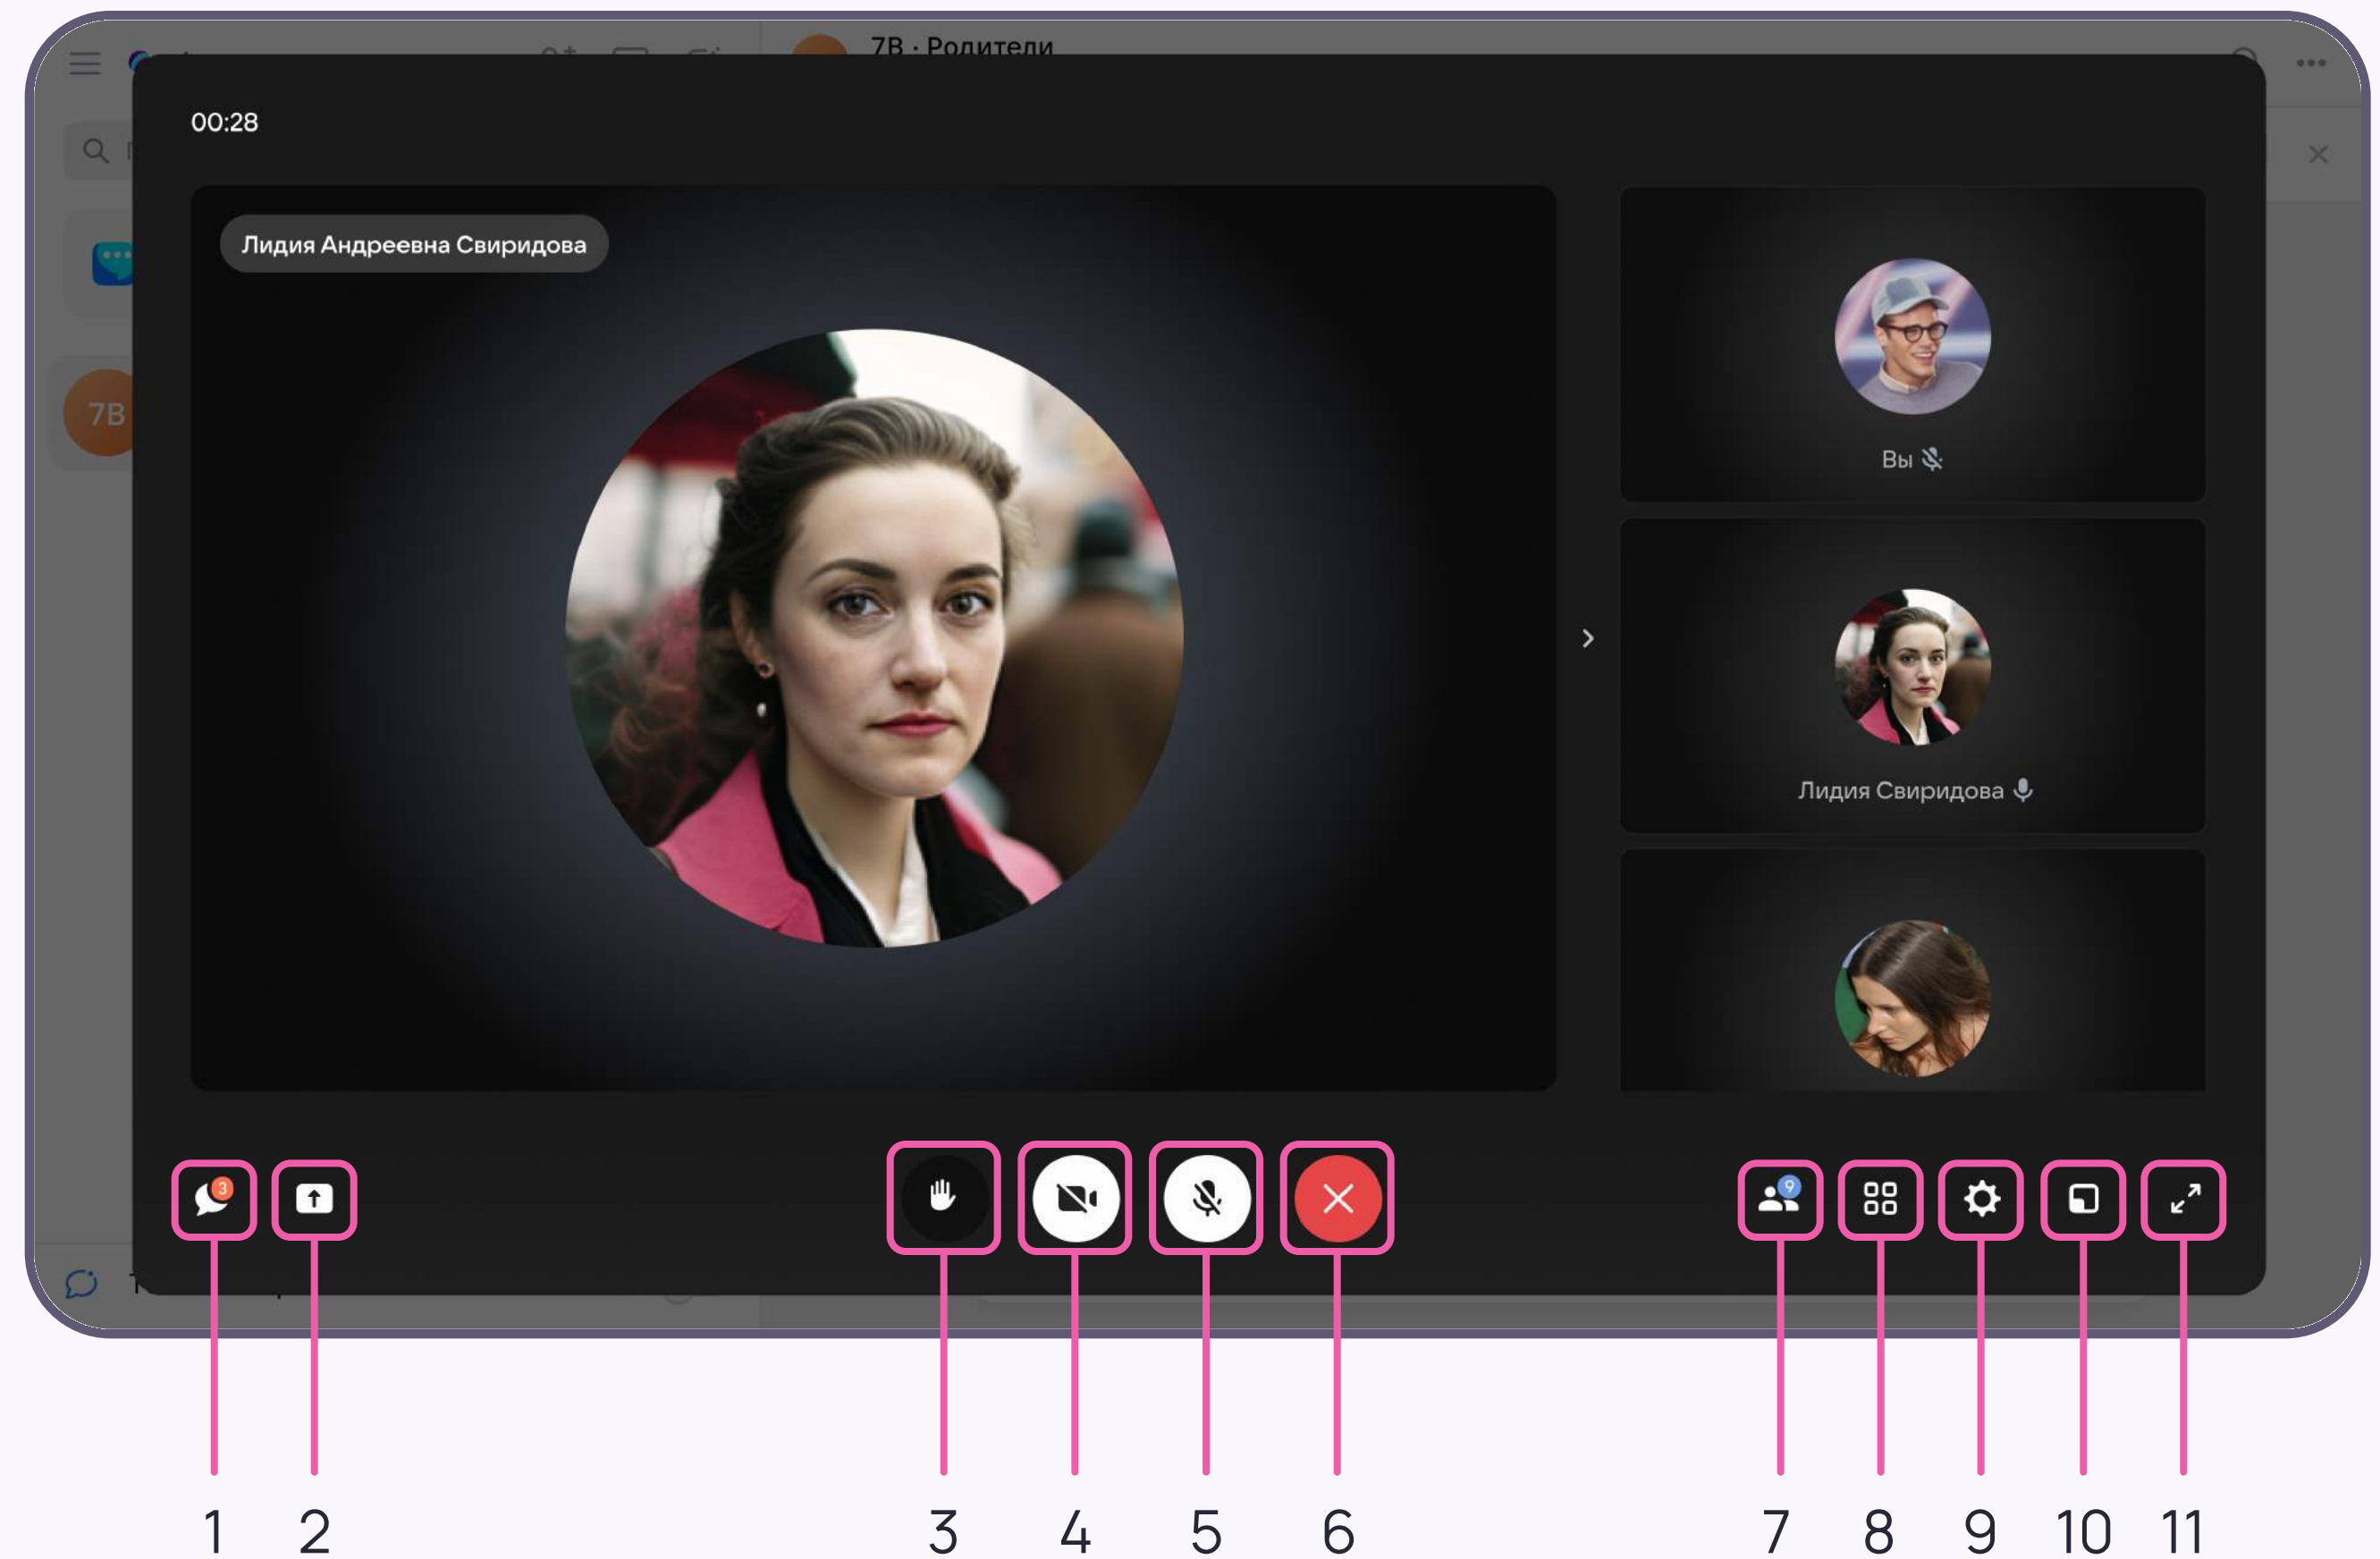 7В · Родители
00:28
Лидия Андреевна Свиридова
7В
Вы
Лидия Свиридова
3
9
1 2 3 4 5 6 7 8 9 10 11